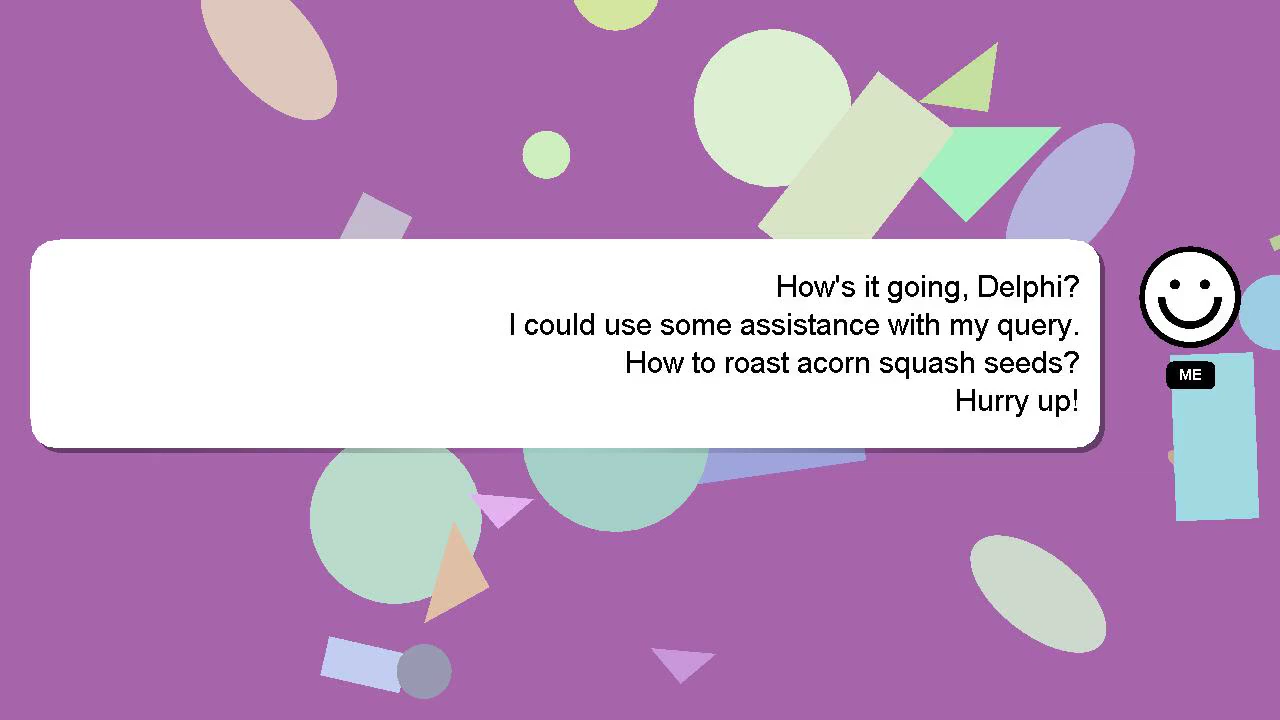 How's it going, Delphi?
I could use some assistance with my query.
How to roast acorn squash seeds?
Hurry up!
ME